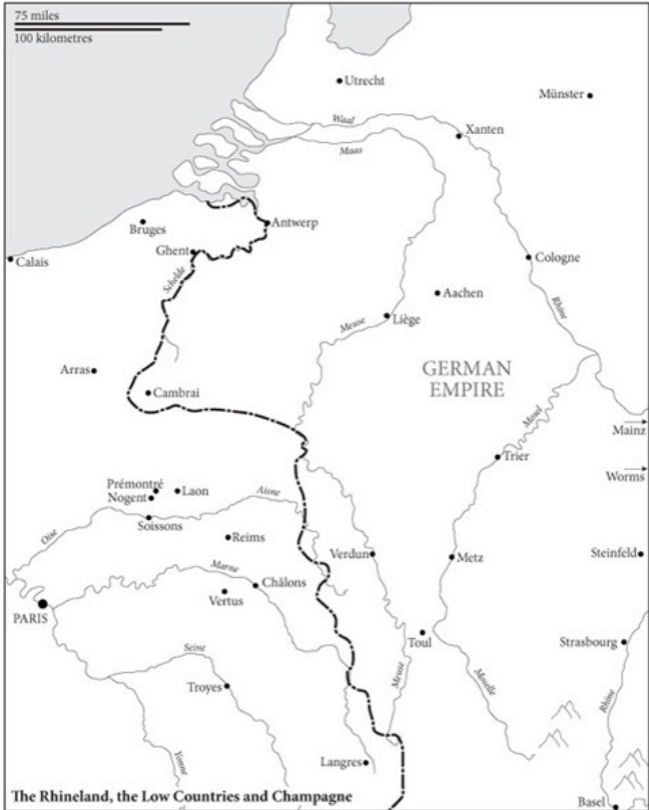 75 miles
100 kilometres
Utrecht
Münster
Waal
Xanten
Maas
Bruges
Antwerp
Ghent
Calais
Cologne
Schelde
Aachen
Rhine
Meuse
Liège
Arras
GERMAN
EMPIRE
Cambrai
Mosel
Mainz
Trier
Worms
Prémontré
Laon
Nogent
Aisne
Soissons
Oise
Reims
Verdun
Metz
Steinfeld
Marne
Châlons
Vertus
PARIS
Toul
Strasbourg
Seine
Meuse
Moselle
Troyes
Rhine
Yonne
Langres
The Rhineland, the Low Countries and Champagne
Basel